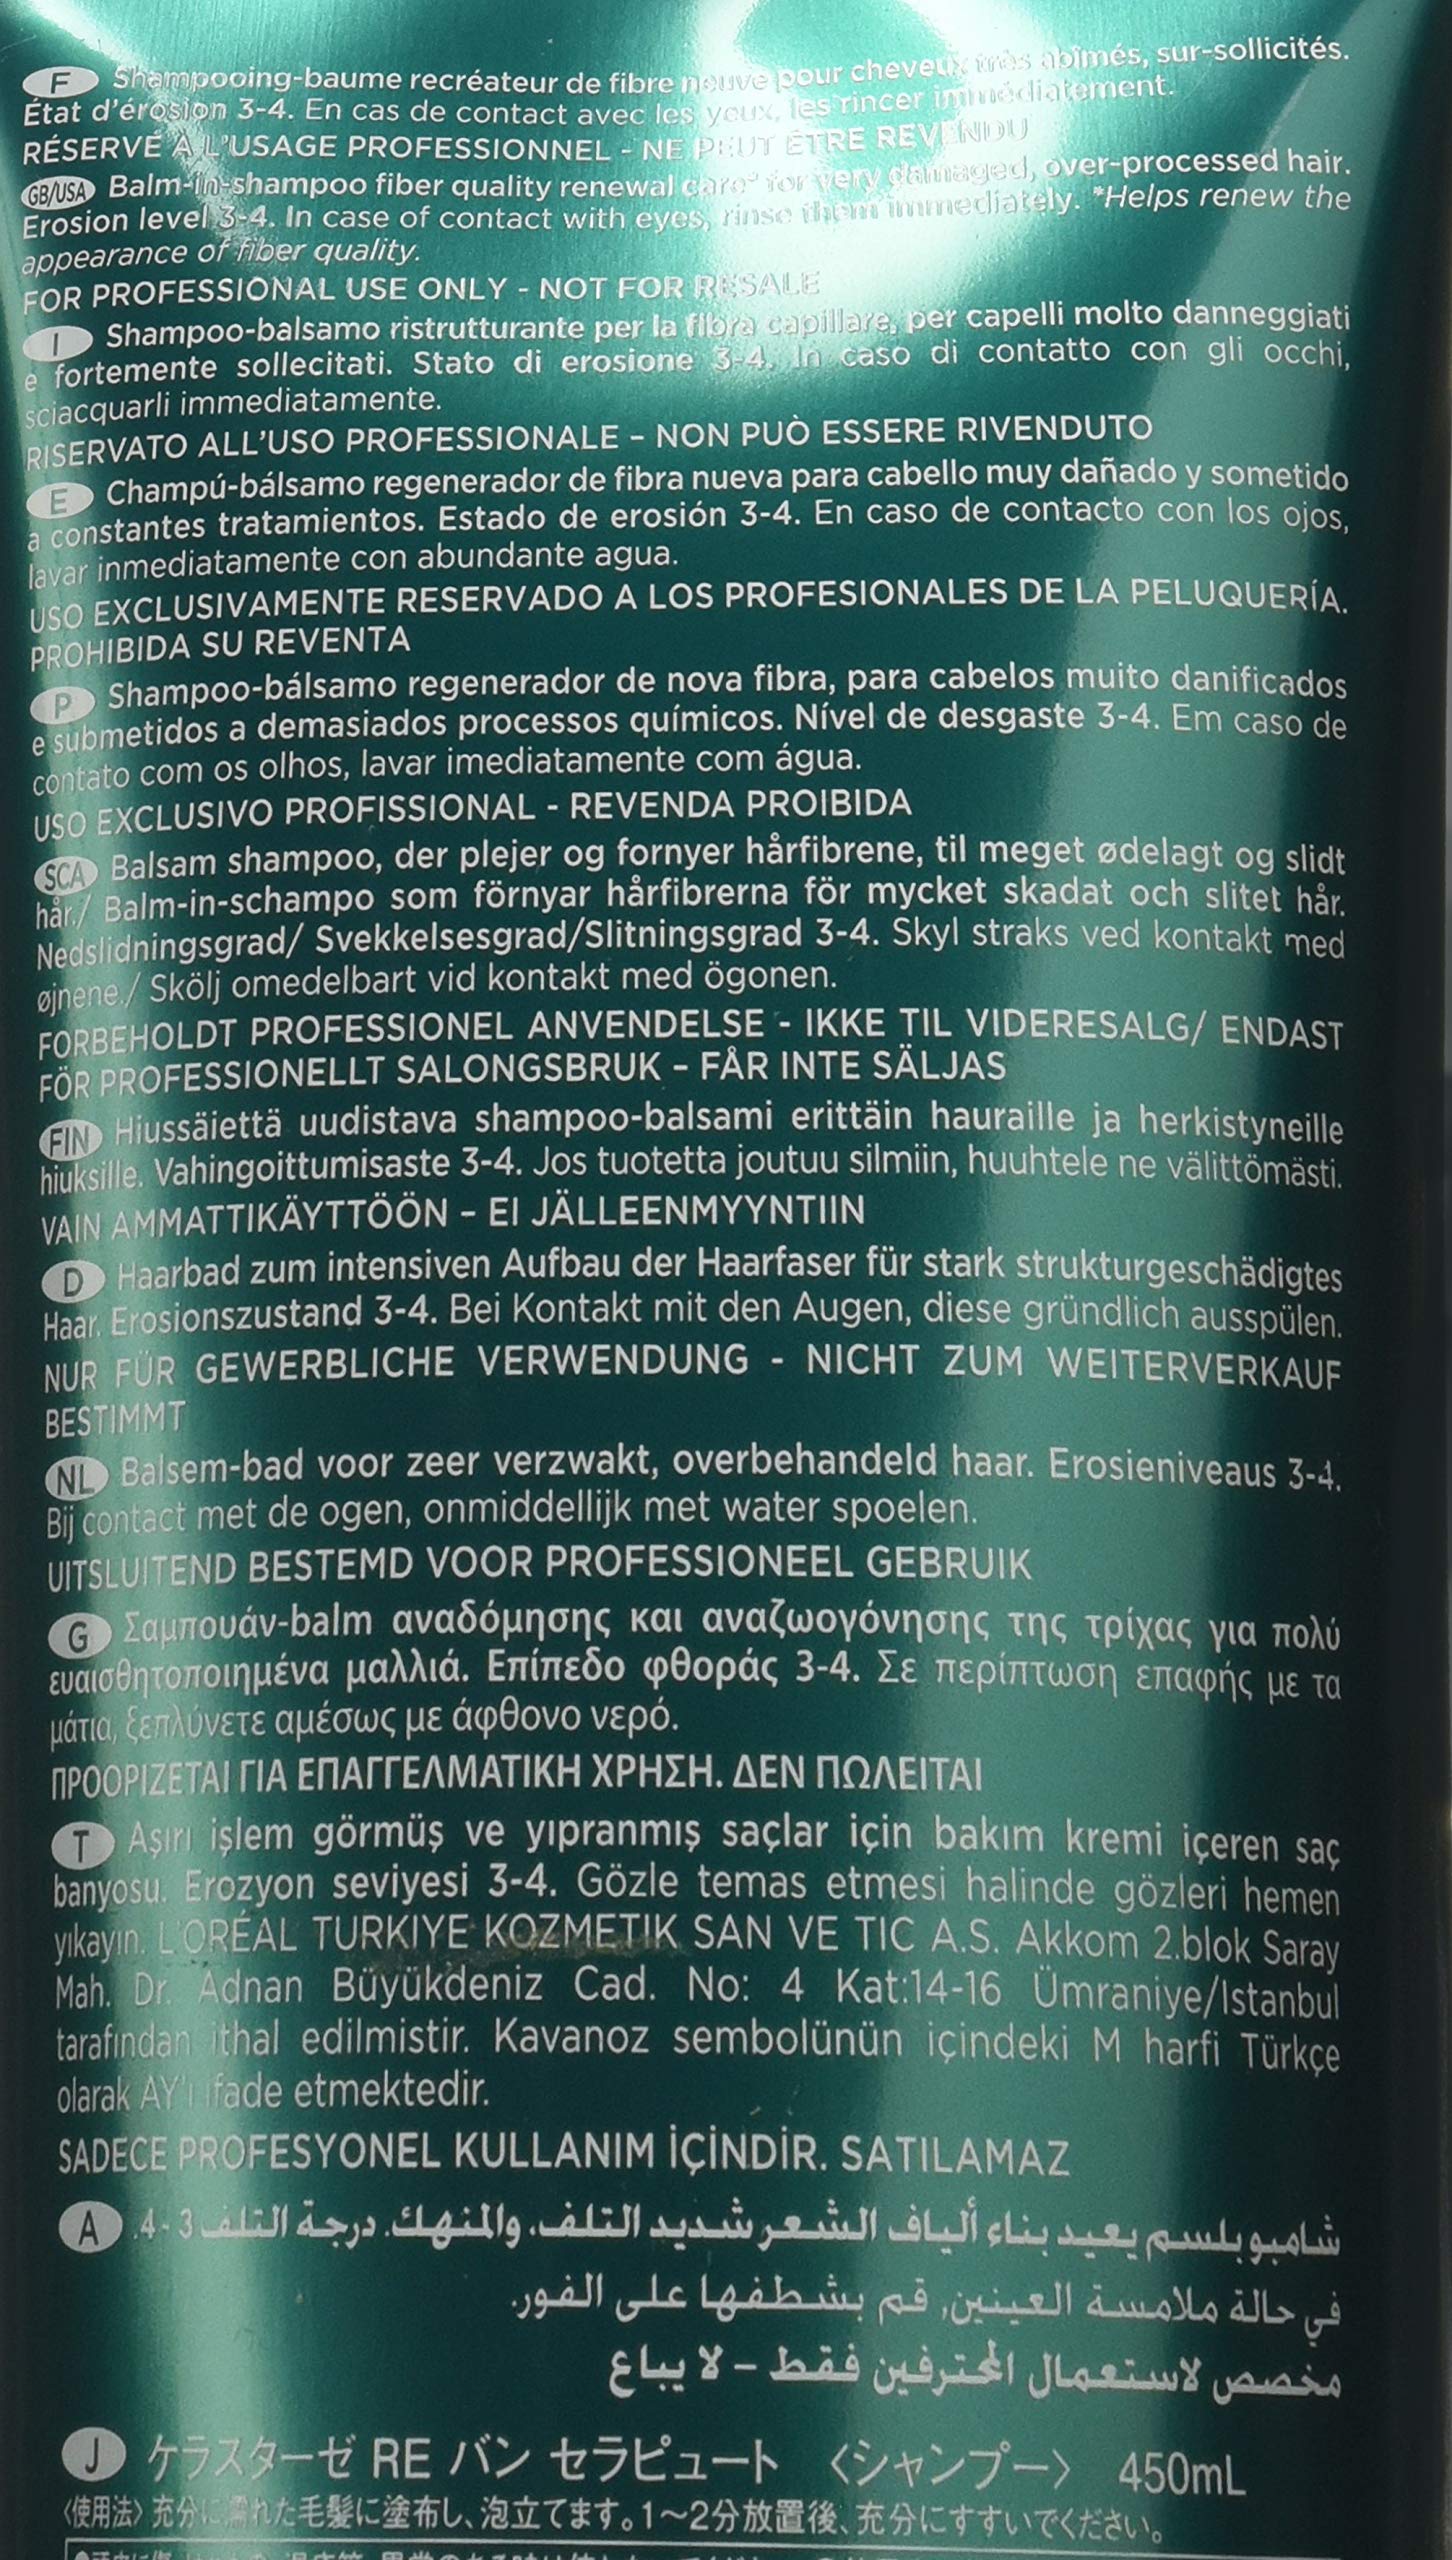 F Shampooing-baume recréateur de fibre neuve pour cheveux très abîmés, sur-sollicités.
État d'érosion 3-4. En cas de contact avec les yeux, les rincer immédiatement.
RÉSERVÉ À L'USAGE PROFESSIONNEL - NE PEUT ÊTRE REVENDU
GB/USA Balm-in-shampoo fiber quality renewal care* for very damaged, over-processed hair.
Erosion level 3-4. In case of contact with eyes, rinse them immediately. *Helps renew the
appearance of fiber quality.
FOR PROFESSIONAL USE ONLY - NOT FOR RESALE
I Shampoo-balsamo ristrutturante per la fibra capillare, per capelli molto danneggiati
e fortemente sollecitati. Stato di erosione 3-4. In caso di contatto con gli occhi,
sciacquarli immediatamente.
RISERVATO ALL'USO PROFESSIONALE - NON PUÒ ESSERE RIVENDUTO
E Champú-bálsamo regenerador de fibra nueva para cabello muy dañado y sometido
a constantes tratamientos. Estado de erosión 3-4. En caso de contacto con los ojos,
lavar inmediatamente con abundante agua.
USO EXCLUSIVAMENTE RESERVADO A LOS PROFESIONALES DE LA PELUQUERÍA.
PROHIBIDA SU REVENTA
P Shampoo-bálsamo regenerador de nova fibra, para cabelos muito danificados
e submetidos a demasiados processos químicos. Nível de desgaste 3-4. Em caso de
contato com os olhos, lavar imediatamente com água.
USO EXCLUSIVO PROFISSIONAL - REVENDA PROIBIDA
SCA Balsam shampoo, der plejer og fornyer hårfibrene, til meget ødelagt og slidt
hår./ Balm-in-schampo som förnyar hårfibrerna för mycket skadat och slitet hår.
Nedslidningsgrad/ Svekkelsesgrad/Slitningsgrad 3-4. Skyl straks ved kontakt med
øjnene./ Skölj omedelbart vid kontakt med ögonen.
FORBEHOLDT PROFESSIONEL ANVENDELSE - IKKE TIL VIDERESALG/ ENDAST
FÖR PROFESSIONELLT SALONGSBRUK - FÅR INTE SÄLJAS
FIN Hiussäiettä uudistava shampoo-balsami erittäin hauraille ja herkistyneille
hiuksille. Vahingoittumisaste 3-4. Jos tuotetta joutuu silmiin, huuhtele ne välittömästi.
VAIN AMMATTIKÄYTTÖÖN - EI JÄLLEENMYYNTIIN
D Haarbad zum intensiven Aufbau der Haarfaser für stark strukturgeschädigtes
Haar. Erosionszustand 3-4. Bei Kontakt mit den Augen, diese gründlich ausspülen.
NUR FÜR GEWERBLICHE VERWENDUNG - NICHT ZUM WEITERVERKAUF
BESTIMMT
NL Balsem-bad voor zeer verzwakt, overbehandeld haar. Erosieniveaus 3-4.
Bij contact met de ogen, onmiddellijk met water spoelen.
UITSLUITEND BESTEMD VOOR PROFESSIONEEL GEBRUIK
G Σαμπουάν-balm αναδόμησης και αναζωογόνησης της τρίχας για πολύ
ευαισθητοποιημένα μαλλιά. Επίπεδο φθοράς 3-4. Σε περίπτωση επαφής με τα
μάτια, ξεπλύνετε αμέσως με άφθονο νερό.
ΠΡΟΟΡΙΖΕΤΑΙ ΓΙΑ ΕΠΑΓΓΕΛΜΑΤΙΚΗ ΧΡΗΣΗ. ΔΕΝ ΠΩΛΕΙΤΑΙ
T Aşırı işlem görmüş ve yıpranmış saçlar için bakım kremi içeren saç
banyosu. Erozyon seviyesi 3-4. Gözle temas etmesi halinde gözleri hemen
yıkayın. L'ORÉAL TURKIYE KOZMETIK SAN VE TIC A.S. Akkom 2.blok Saray
Mah. Dr. Adnan Büyükdeniz Cad. No: 4 Kat:14-16 Ümraniye/Istanbul
tarafından ithal edilmistir. Kavanoz sembolünün içindeki M harfi Türkçe
olarak AY'ı ifade etmektedir.
SADECE PROFESYONEL KULLANIM İÇİNDİR. SATILAMAZ
A شامبو بلسم يعيد بناء ألياف الشعر شديد التلف، والمنهك. درجة التلف 3-4.
في حالة ملامسة العينين، قم بشطفها على الفور.
مخصص لاستعمال المحترفين فقط – لا يباع
J ケラスターゼ RE バン セラピュート 〈シャンプー〉 450mL
〈使用法〉充分に濡れた毛髪に塗布し、泡立てます。1～2分放置後、充分にすすいでください。